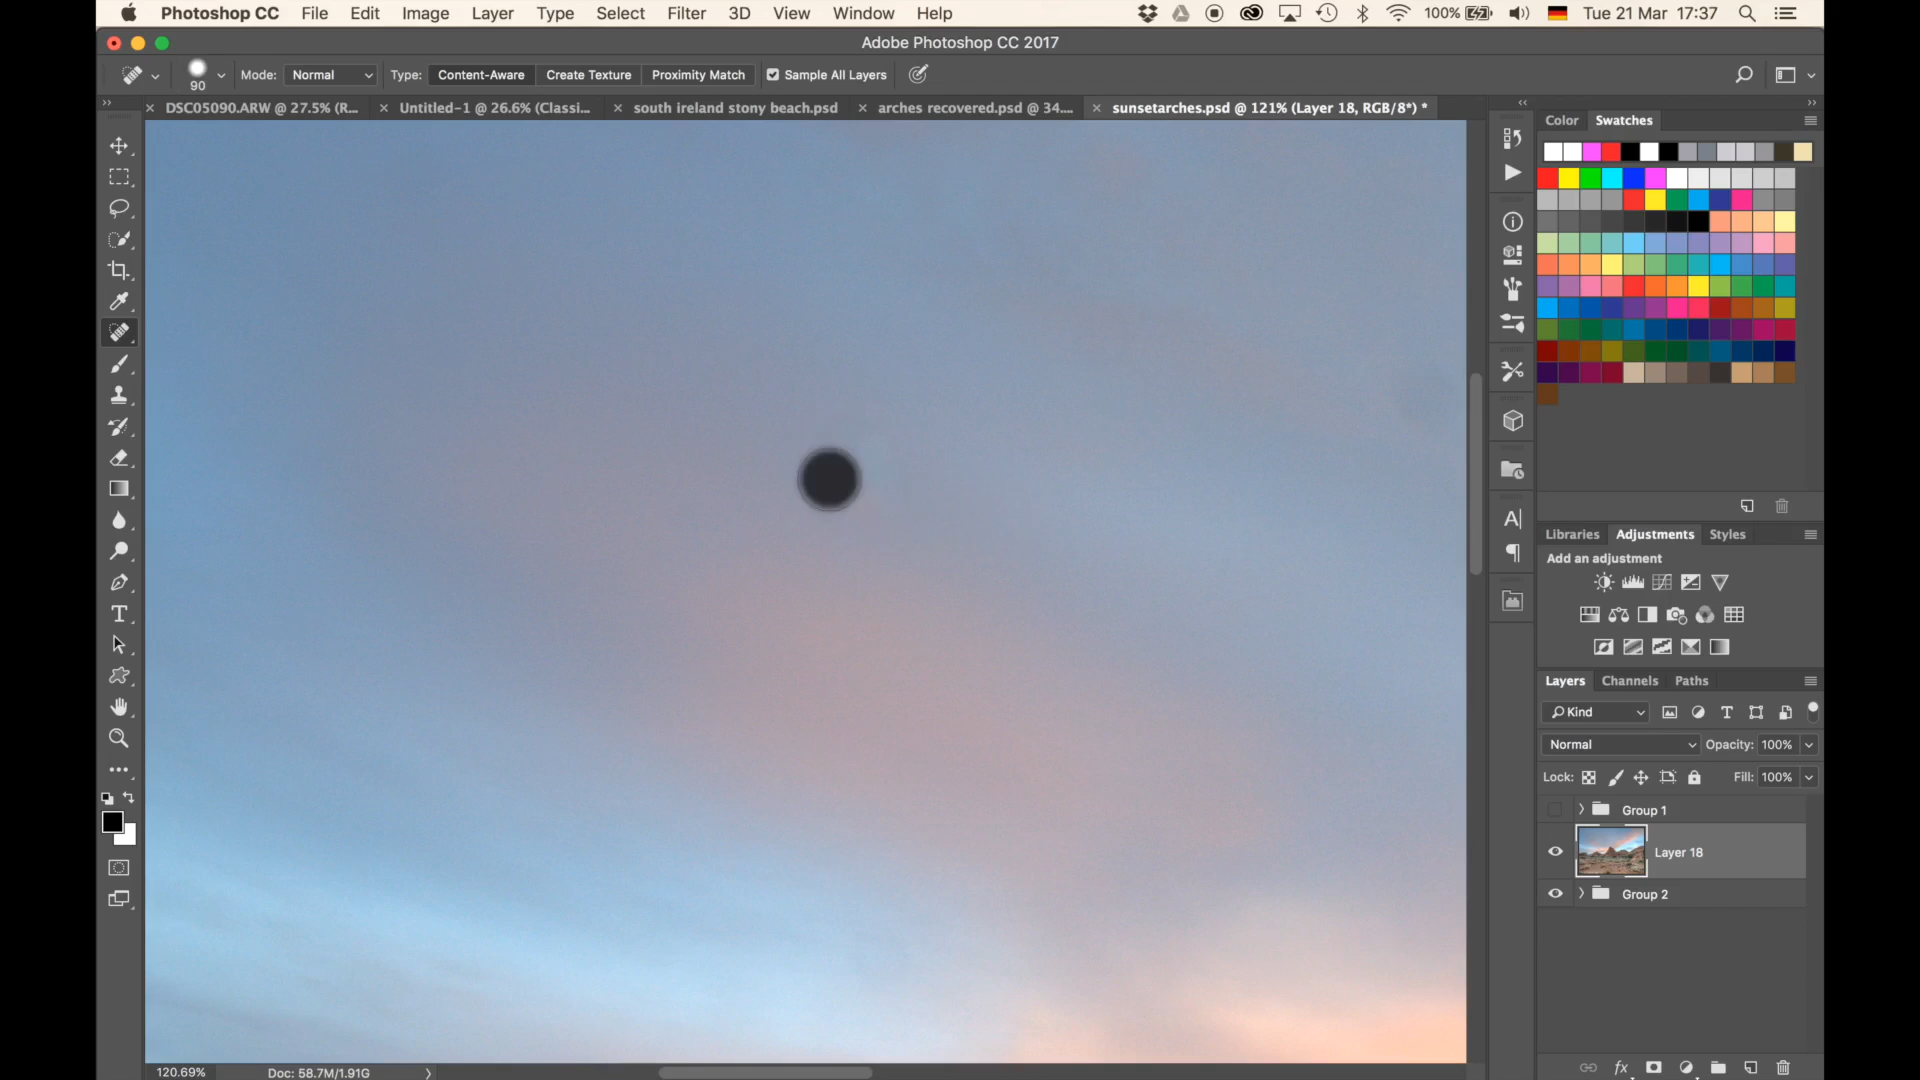 Photoshop CC File Edit Image Layer Type Select Filter 3D View Window Help 100% Tue 21 Mar 17:37
Adobe Photoshop CC 2017
90 Mode: Normal Type: Content-Aware Create Texture Proximity Match Sample All Layers
DSC05090.ARW @ 27.5% (R... Untitled-1 @ 26.6% (Classi... south ireland stony beach.psd arches recovered.psd @ 34.... sunsetarches.psd @ 121% (Layer 18, RGB/8*) *
Color Swatches
Libraries Adjustments Styles
Add an adjustment
Layers Channels Paths
Kind
Normal Opacity: 100%
Lock: Fill: 100%
Group 1
Layer 18
Group 2
120.69% Doc: 58.7M/1.91G